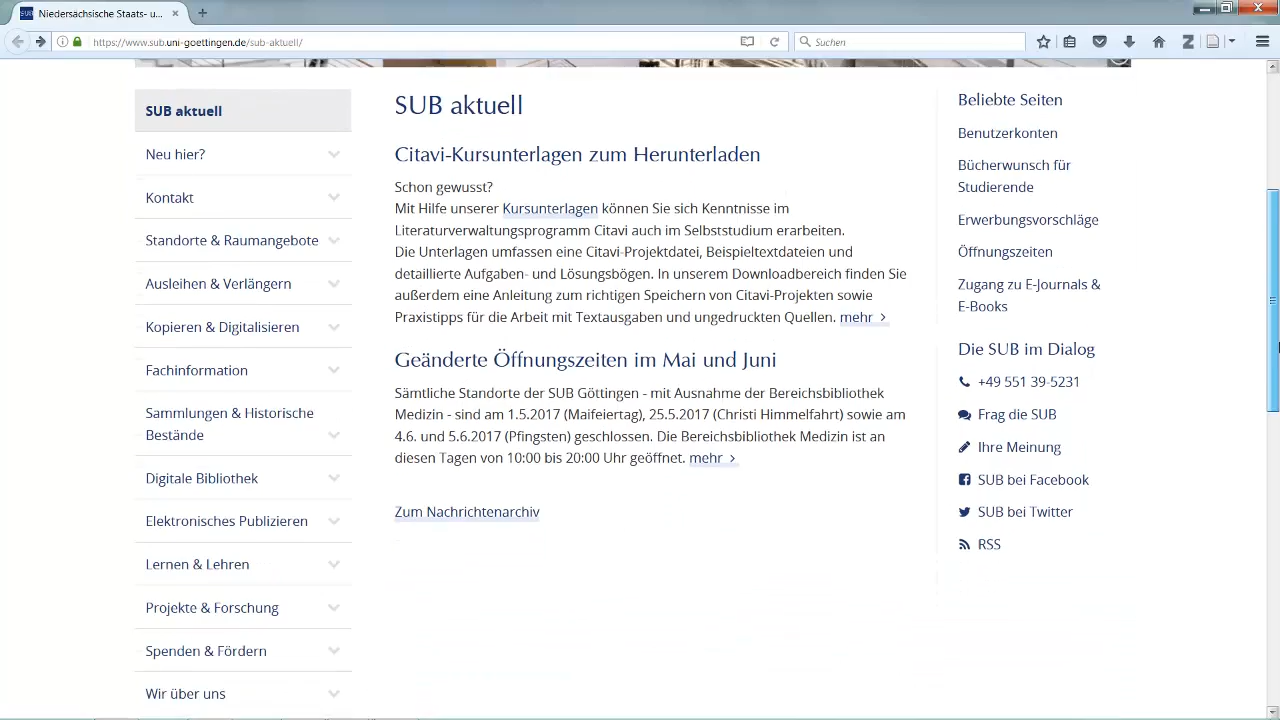 Niedersächsische Staats- u...
https://www.sub.uni-goettingen.de/sub-aktuell/
Suchen
SUB aktuell
Neu hier?
Kontakt
Standorte & Raumangebote
Ausleihen & Verlängern
Kopieren & Digitalisieren
Fachinformation
Sammlungen & Historische
Bestände
Digitale Bibliothek
Elektronisches Publizieren
Lernen & Lehren
Projekte & Forschung
Spenden & Fördern
Wir über uns
SUB aktuell
Citavi-Kursunterlagen zum Herunterladen
Schon gewusst?
Mit Hilfe unserer Kursunterlagen können Sie sich Kenntnisse im
Literaturverwaltungsprogramm Citavi auch im Selbststudium erarbeiten.
Die Unterlagen umfassen eine Citavi-Projektdatei, Beispieltextdateien und
detaillierte Aufgaben- und Lösungsbögen. In unserem Downloadbereich finden Sie
außerdem eine Anleitung zum richtigen Speichern von Citavi-Projekten sowie
Praxistipps für die Arbeit mit Textausgaben und ungedruckten Quellen. mehr
Geänderte Öffnungszeiten im Mai und Juni
Sämtliche Standorte der SUB Göttingen - mit Ausnahme der Bereichsbibliothek
Medizin - sind am 1.5.2017 (Maifeiertag), 25.5.2017 (Christi Himmelfahrt) sowie am
4.6. und 5.6.2017 (Pfingsten) geschlossen. Die Bereichsbibliothek Medizin ist an
diesen Tagen von 10:00 bis 20:00 Uhr geöffnet. mehr
Zum Nachrichtenarchiv
Beliebte Seiten
Benutzerkonten
Bücherwunsch für
Studierende
Erwerbungsvorschläge
Öffnungszeiten
Zugang zu E-Journals &
E-Books
Die SUB im Dialog
+49 551 39-5231
Frag die SUB
Ihre Meinung
SUB bei Facebook
SUB bei Twitter
RSS